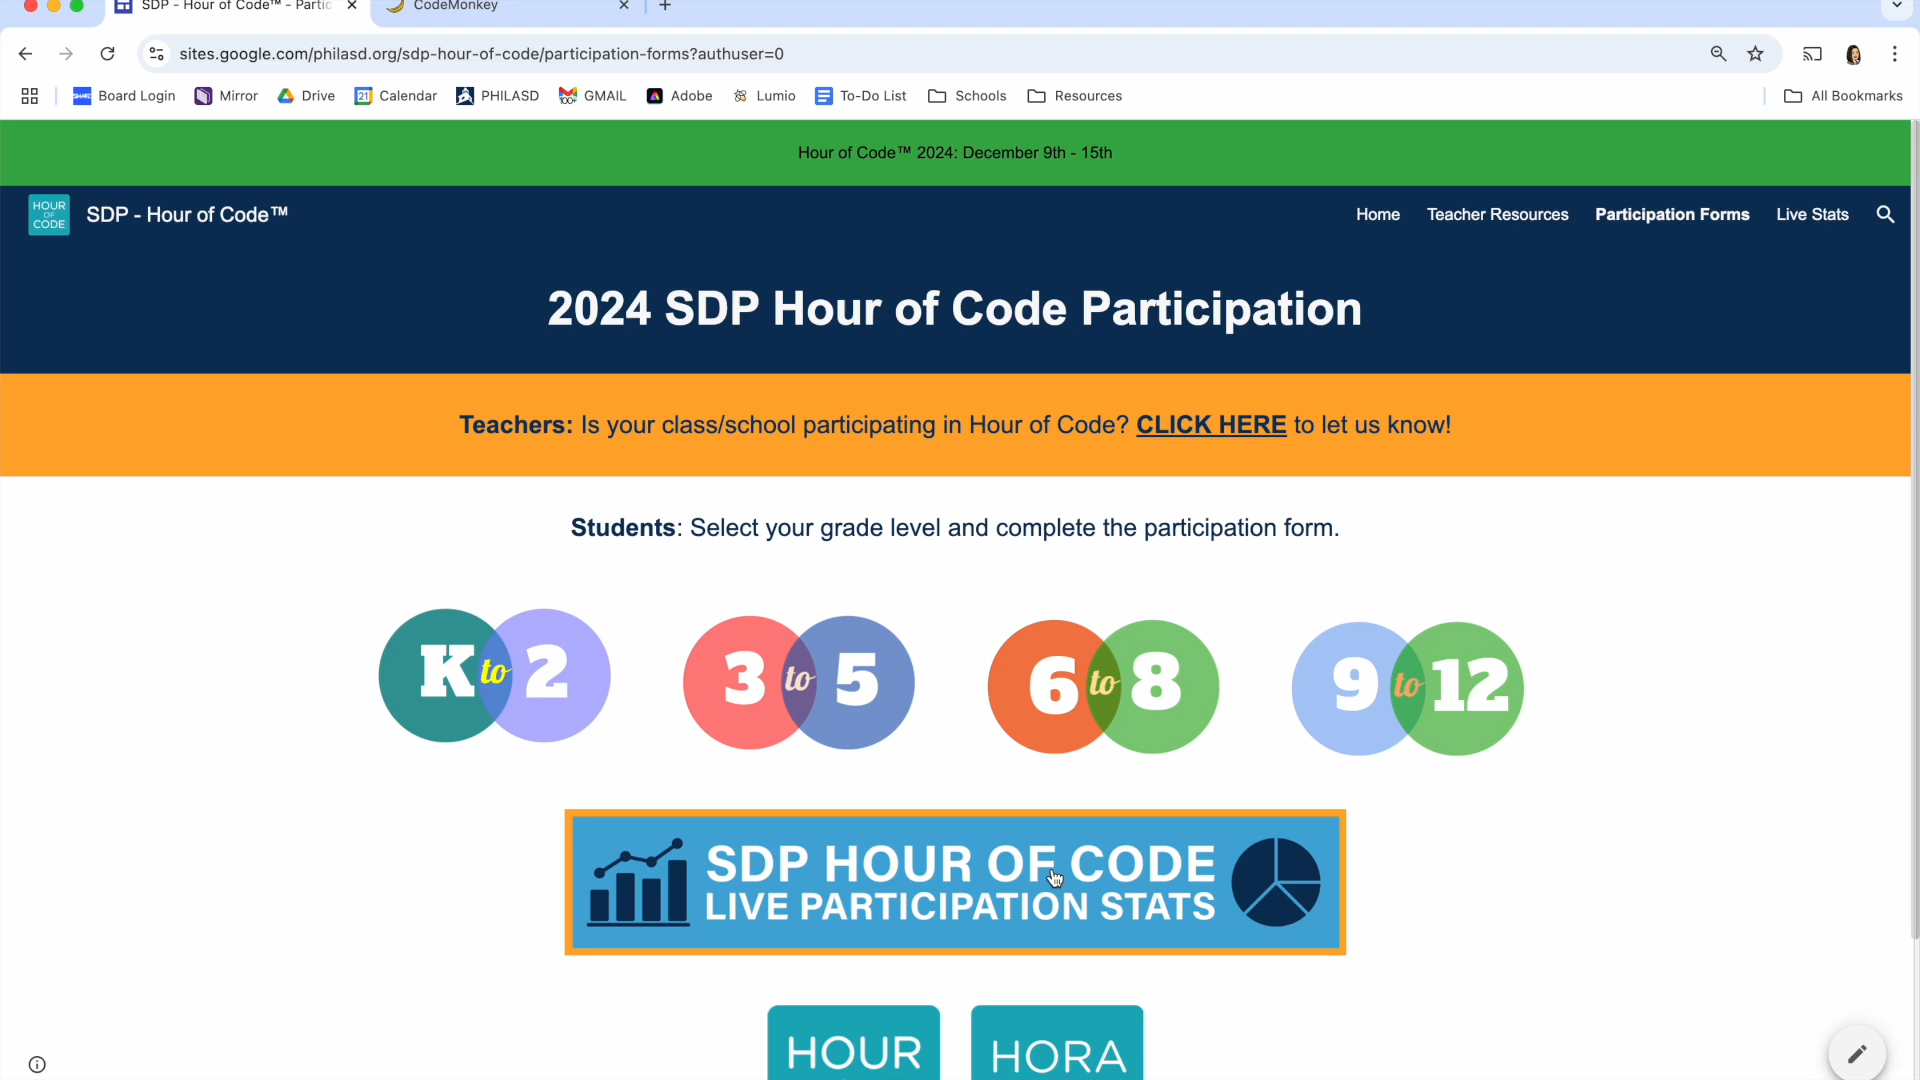 SDP - Hour of Code™ - Partic
CodeMonkey
sites.google.com/philasd.org/sdp-hour-of-code/participation-forms?authuser=0
Board Login
Mirror
Drive
Calendar
PHILASD
GMAIL
Adobe
Lumio
To-Do List
Schools
Resources
All Bookmarks
Hour of Code™ 2024: December 9th - 15th
HOUR
OF
CODE
SDP - Hour of Code™
Home
Teacher Resources
Participation Forms
Live Stats
2024 SDP Hour of Code Participation
Teachers: Is your class/school participating in Hour of Code? CLICK HERE to let us know!
Students: Select your grade level and complete the participation form.
K to 2
3 to 5
6 to 8
9 to 12
SDP HOUR OF CODE
LIVE PARTICIPATION STATS
HOUR
HORA